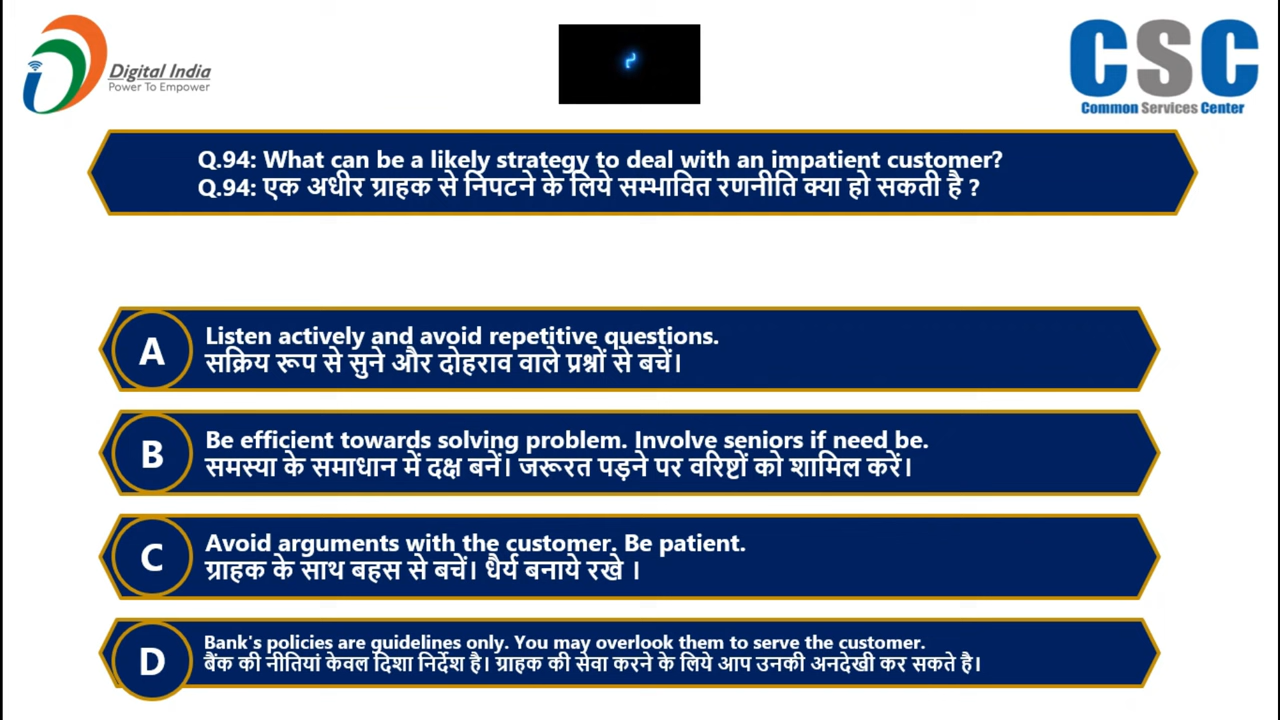 Digital India
Power To Empower
CSC
Common Services Center
Q.94: What can be a likely strategy to deal with an impatient customer?
Q.94: एक अधीर ग्राहक से निपटने के लिये सम्भावित रणनीति क्या हो सकती है ?
A
Listen actively and avoid repetitive questions.
सक्रिय रूप से सुने और दोहराव वाले प्रश्नों से बचें।
B
Be efficient towards solving problem. Involve seniors if need be.
समस्या के समाधान में दक्ष बनें। जरूरत पड़ने पर वरिष्टों को शामिल करें।
C
Avoid arguments with the customer. Be patient.
ग्राहक के साथ बहस से बचें। धैर्य बनाये रखे ।
D
Bank's policies are guidelines only. You may overlook them to serve the customer.
बैंक की नीतियां केवल दिशा निर्देश है। ग्राहक की सेवा करने के लिये आप उनकी अनदेखी कर सकते है।